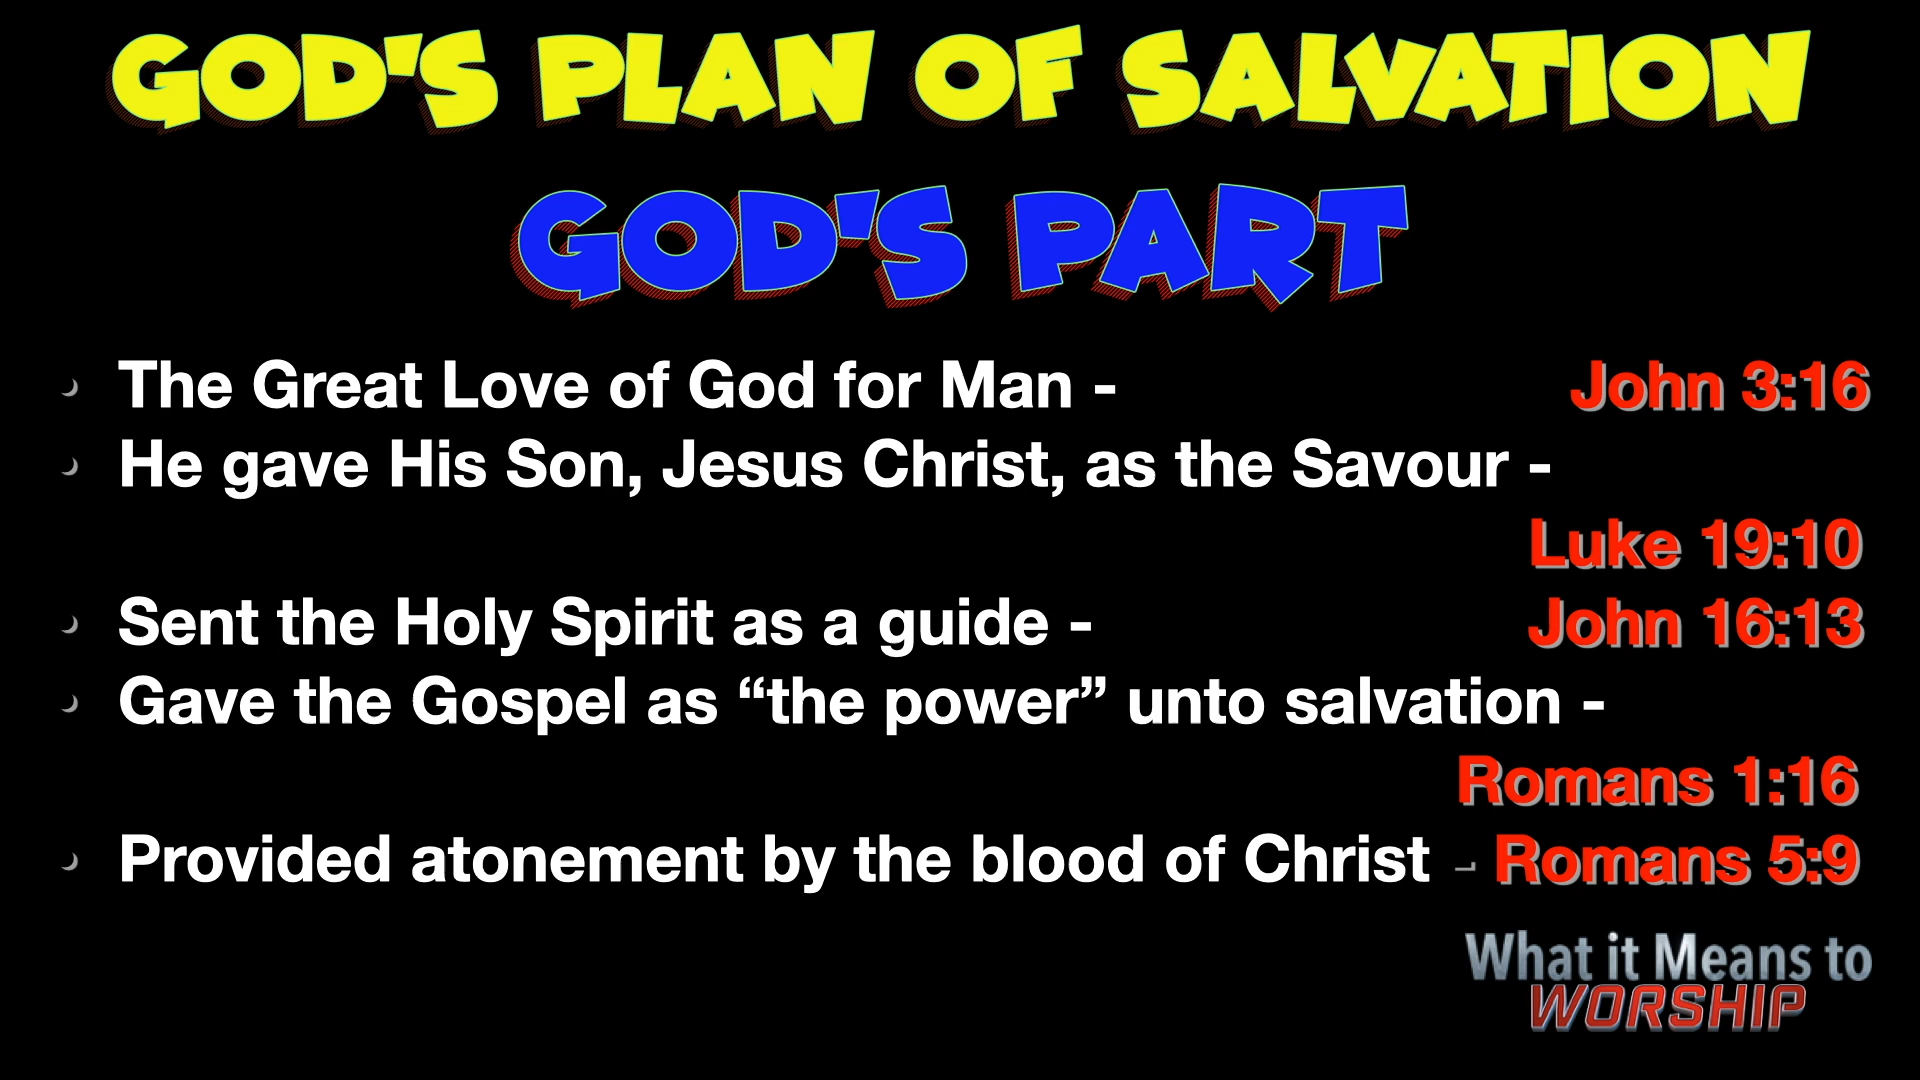 GOD'S PLAN OF SALVATION
GOD'S PART
The Great Love of God for Man - John 3:16
He gave His Son, Jesus Christ, as the Savour -
Luke 19:10
Sent the Holy Spirit as a guide - John 16:13
Gave the Gospel as “the power” unto salvation -
Romans 1:16
Provided atonement by the blood of Christ - Romans 5:9
What it Means to
WORSHIP